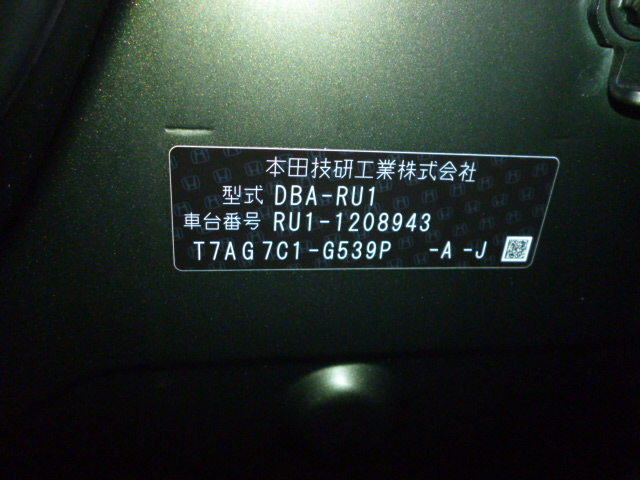 本田技研工業株式会社
型式 DBA-RU1
車台番号 RU1-1208943
T7AG7C1-G539P -A-J